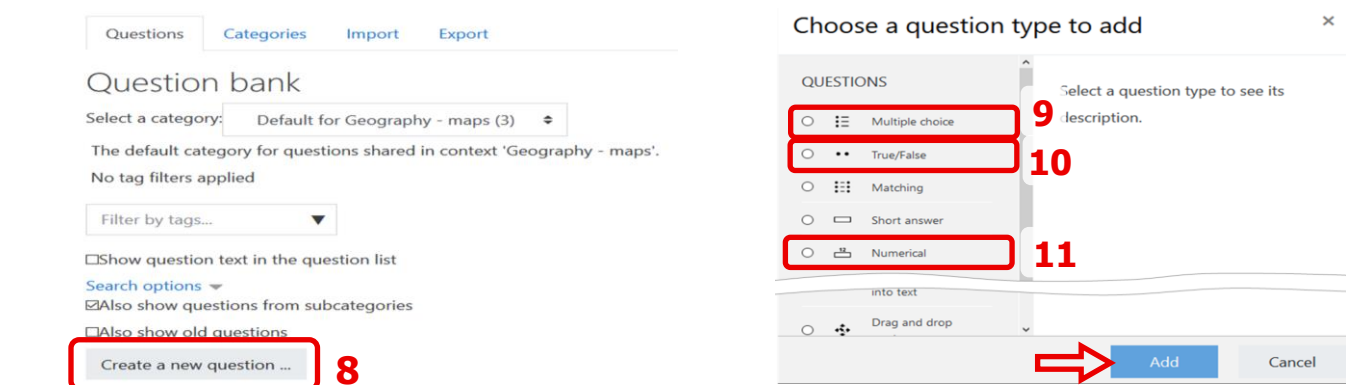 Questions Categories Import Export
Question bank
Select a category: Default for Geography - maps (3)
The default category for questions shared in context 'Geography - maps'.
No tag filters applied
Filter by tags...
Show question text in the question list
Search options
Also show questions from subcategories
Also show old questions
Create a new question ...
8
Choose a question type to add
×
QUESTIONS
Multiple choice
9
True/False
10
Matching
Short answer
Numerical
11
into text
Drag and drop
Select a question type to see its
description.
Add
Cancel